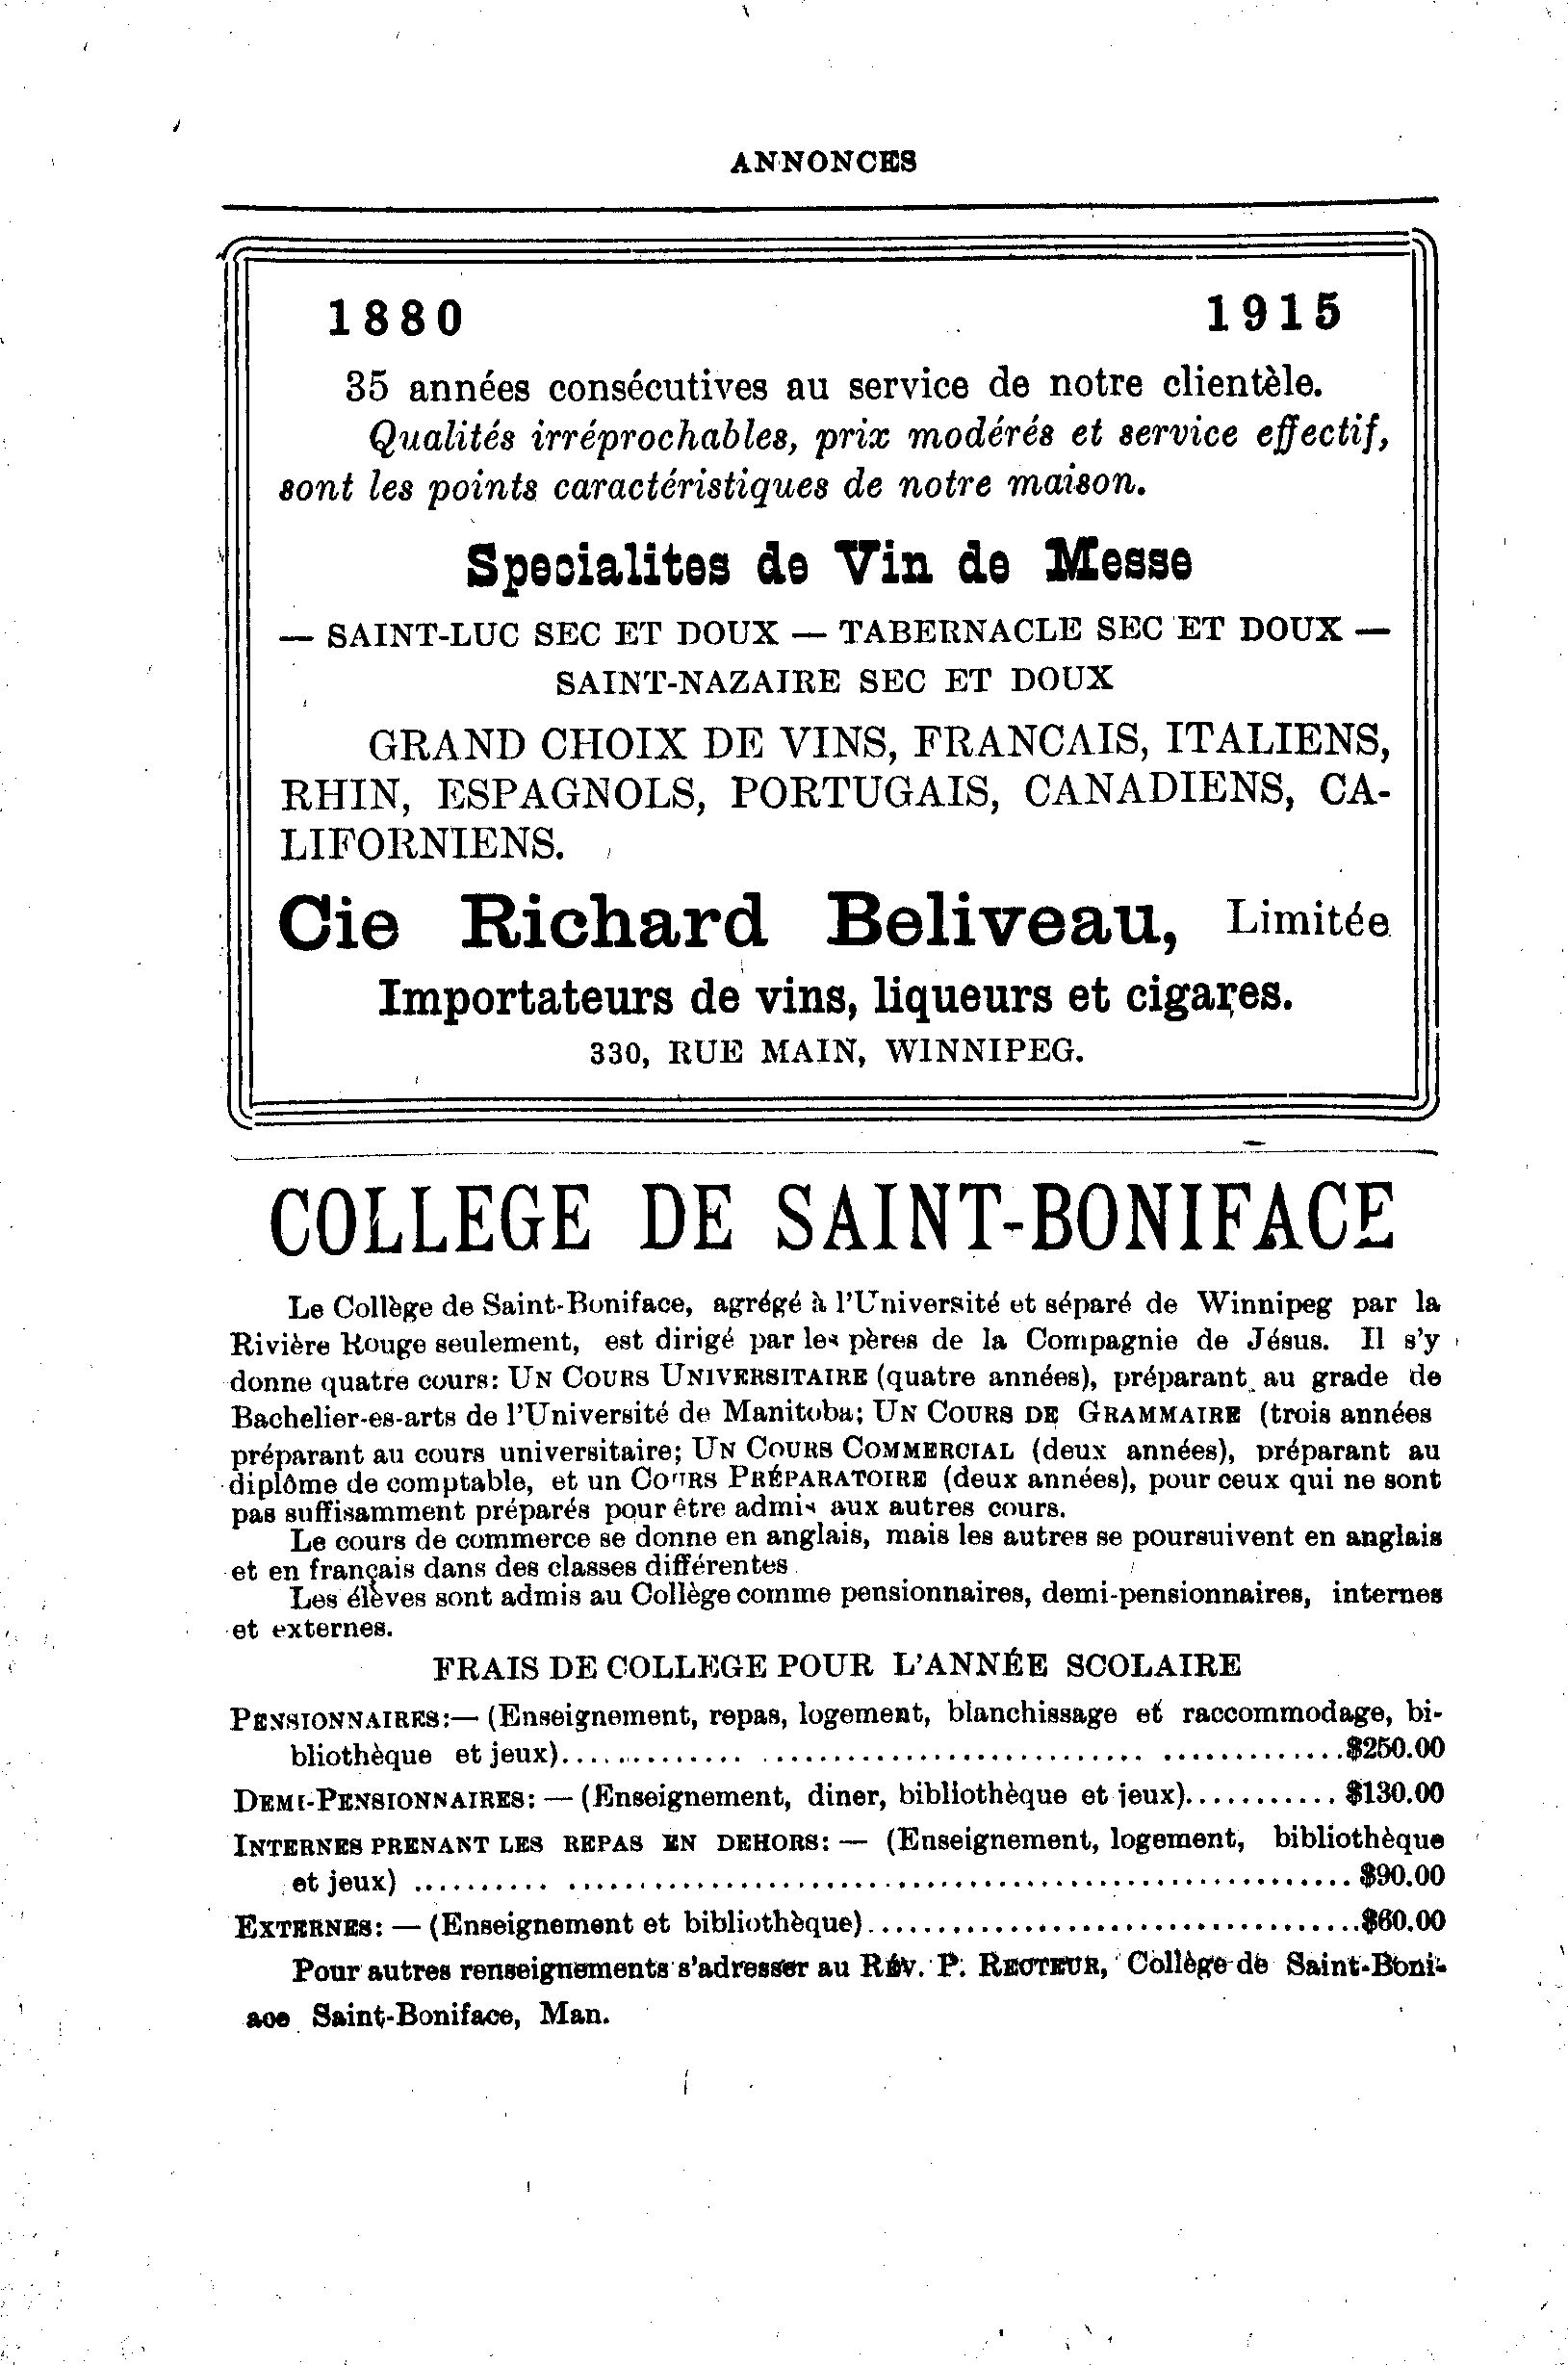 ANNONCES
1880 1915
35 années consécutives au service de notre clientèle.
Qualités irréprochables, prix modérés et service effectif,
sont les points caractéristiques de notre maison.
Specialites de Vin de Messe
— SAINT-LUC SEC ET DOUX — TABERNACLE SEC ET DOUX —
SAINT-NAZAIRE SEC ET DOUX
GRAND CHOIX DE VINS, FRANCAIS, ITALIENS,
RHIN, ESPAGNOLS, PORTUGAIS, CANADIENS, CA-
LIFORNIENS.
Cie Richard Beliveau, Limitée
Importateurs de vins, liqueurs et cigares.
330, RUE MAIN, WINNIPEG.
COLLEGE DE SAINT-BONIFACE
Le Collège de Saint-Boniface, agrégé à l'Université et séparé de Winnipeg par la
Rivière Rouge seulement, est dirigé par les pères de la Compagnie de Jésus. Il s'y
donne quatre cours: UN COURS UNIVERSITAIRE (quatre années), préparant au grade de
Bachelier-es-arts de l'Université de Manitoba; UN COURS DE GRAMMAIRE (trois années
préparant au cours universitaire; UN COURS COMMERCIAL (deux années), préparant au
diplôme de comptable, et un COURS PRÉPARATOIRE (deux années), pour ceux qui ne sont
pas suffisamment préparés pour être admis aux autres cours.
Le cours de commerce se donne en anglais, mais les autres se poursuivent en anglais
et en français dans des classes différentes.
Les élèves sont admis au Collège comme pensionnaires, demi-pensionnaires, internes
et externes.
FRAIS DE COLLEGE POUR L'ANNÉE SCOLAIRE
PENSIONNAIRES:— (Enseignement, repas, logement, blanchissage et raccommodage, bi-
bliothèque et jeux)............................................................$250.00
DEMI-PENSIONNAIRES: — (Enseignement, diner, bibliothèque et jeux)........... $130.00
INTERNES PRENANT LES REPAS EN DEHORS: — (Enseignement, logement, bibliothèque
et jeux) .................................................................. $90.00
EXTERNES: — (Enseignement et bibliothèque)..................................$60.00
Pour autres renseignements s'adresser au RÉV. P. RECTEUR, Collège de Saint-Boni-
ace Saint-Boniface, Man.